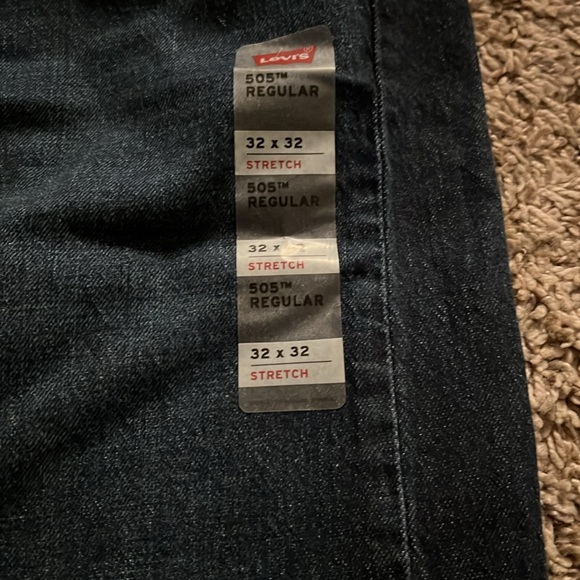 Levi's
505™
REGULAR
32 x 32
STRETCH
505™
REGULAR
32 x
STRETCH
505™
REGULAR
32 x 32
STRETCH